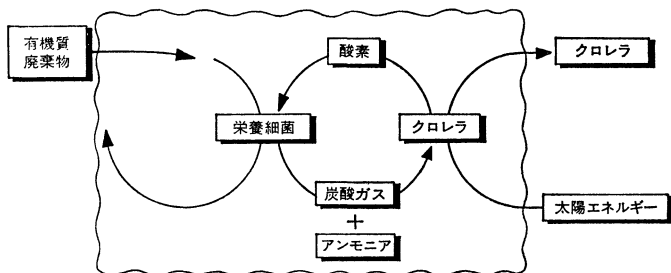 有機質
廃棄物
酸素
クロレラ
栄養細菌
クロレラ
炭酸ガス
+
アンモニア
太陽エネルギー